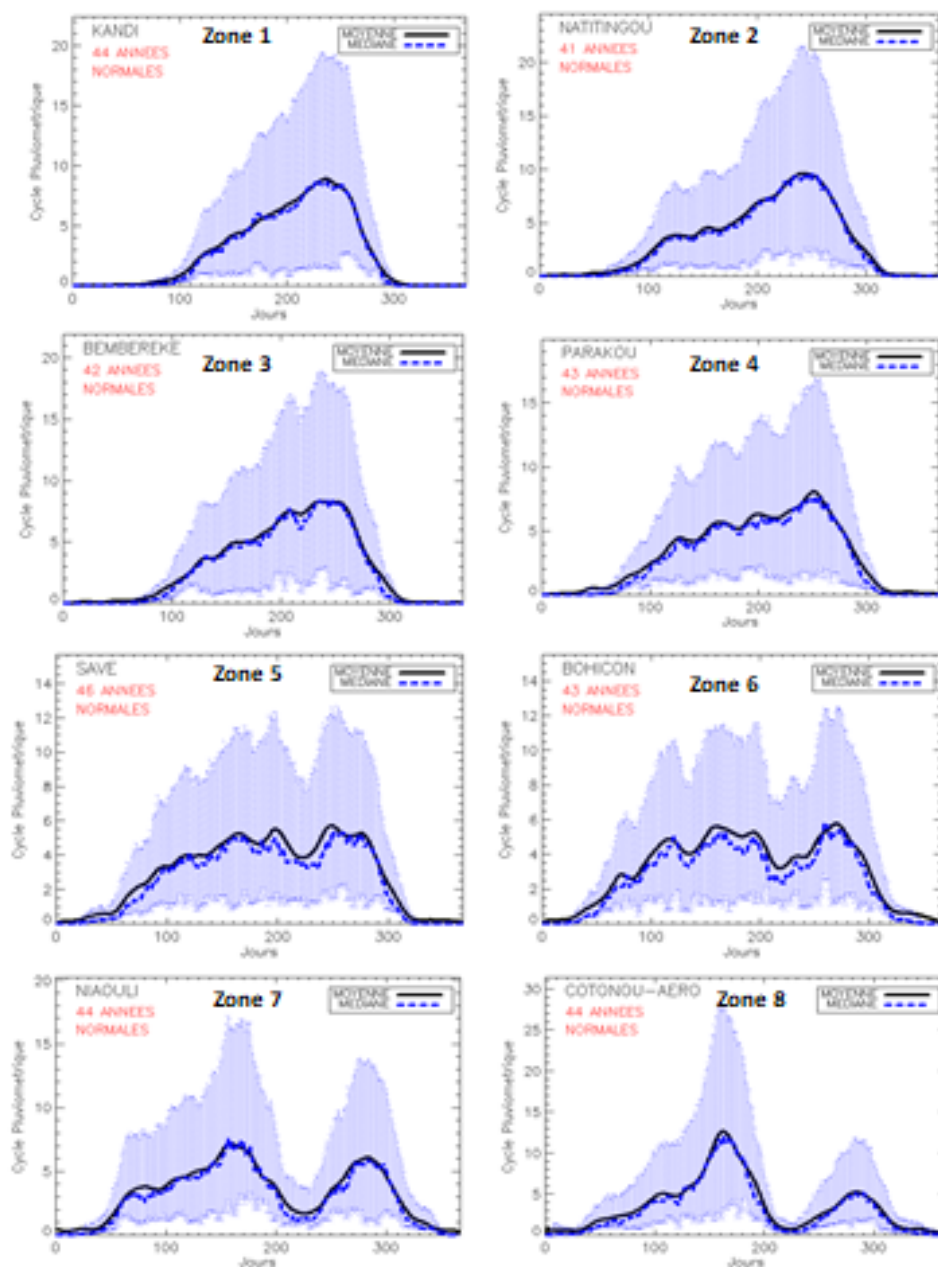 KANDI
Zone 1
MOYENNE
MEDIANE
44 ANNEES
NORMALES
20
15
10
5
0
Cycle Pluviometrique
0 100 200 300
Jours
NATITINGOU
Zone 2
MOYENNE
MEDIANE
41 ANNEES
NORMALES
20
15
10
5
0
Cycle Pluviometrique
0 100 200 300
Jours
BEMBEREKE
Zone 3
MOYENNE
MEDIANE
42 ANNEES
NORMALES
20
15
10
5
0
Cycle Pluviometrique
0 100 200 300
Jours
PARAKOU
Zone 4
MOYENNE
MEDIANE
43 ANNEES
NORMALES
15
10
5
0
Cycle Pluviometrique
0 100 200 300
Jours
SAVE
Zone 5
MOYENNE
MEDIANE
ANNEES
NORMALES
14
12
10
8
6
4
2
0
Cycle Pluviometrique
0 100 200 300
Jours
BOHICON
Zone 6
MOYENNE
MEDIANE
43 ANNEES
NORMALES
14
12
10
8
6
4
2
0
Cycle Pluviometrique
0 100 200 300
Jours
NIAOULI
Zone 7
MOYENNE
MEDIANE
44 ANNEES
NORMALES
20
15
10
5
0
Cycle Pluviometrique
0 100 200 300
Jours
COTONOU-AERO
Zone 8
MOYENNE
MEDIANE
44 ANNEES
NORMALES
30
25
20
15
10
5
0
Cycle Pluviometrique
0 100 200 300
Jours